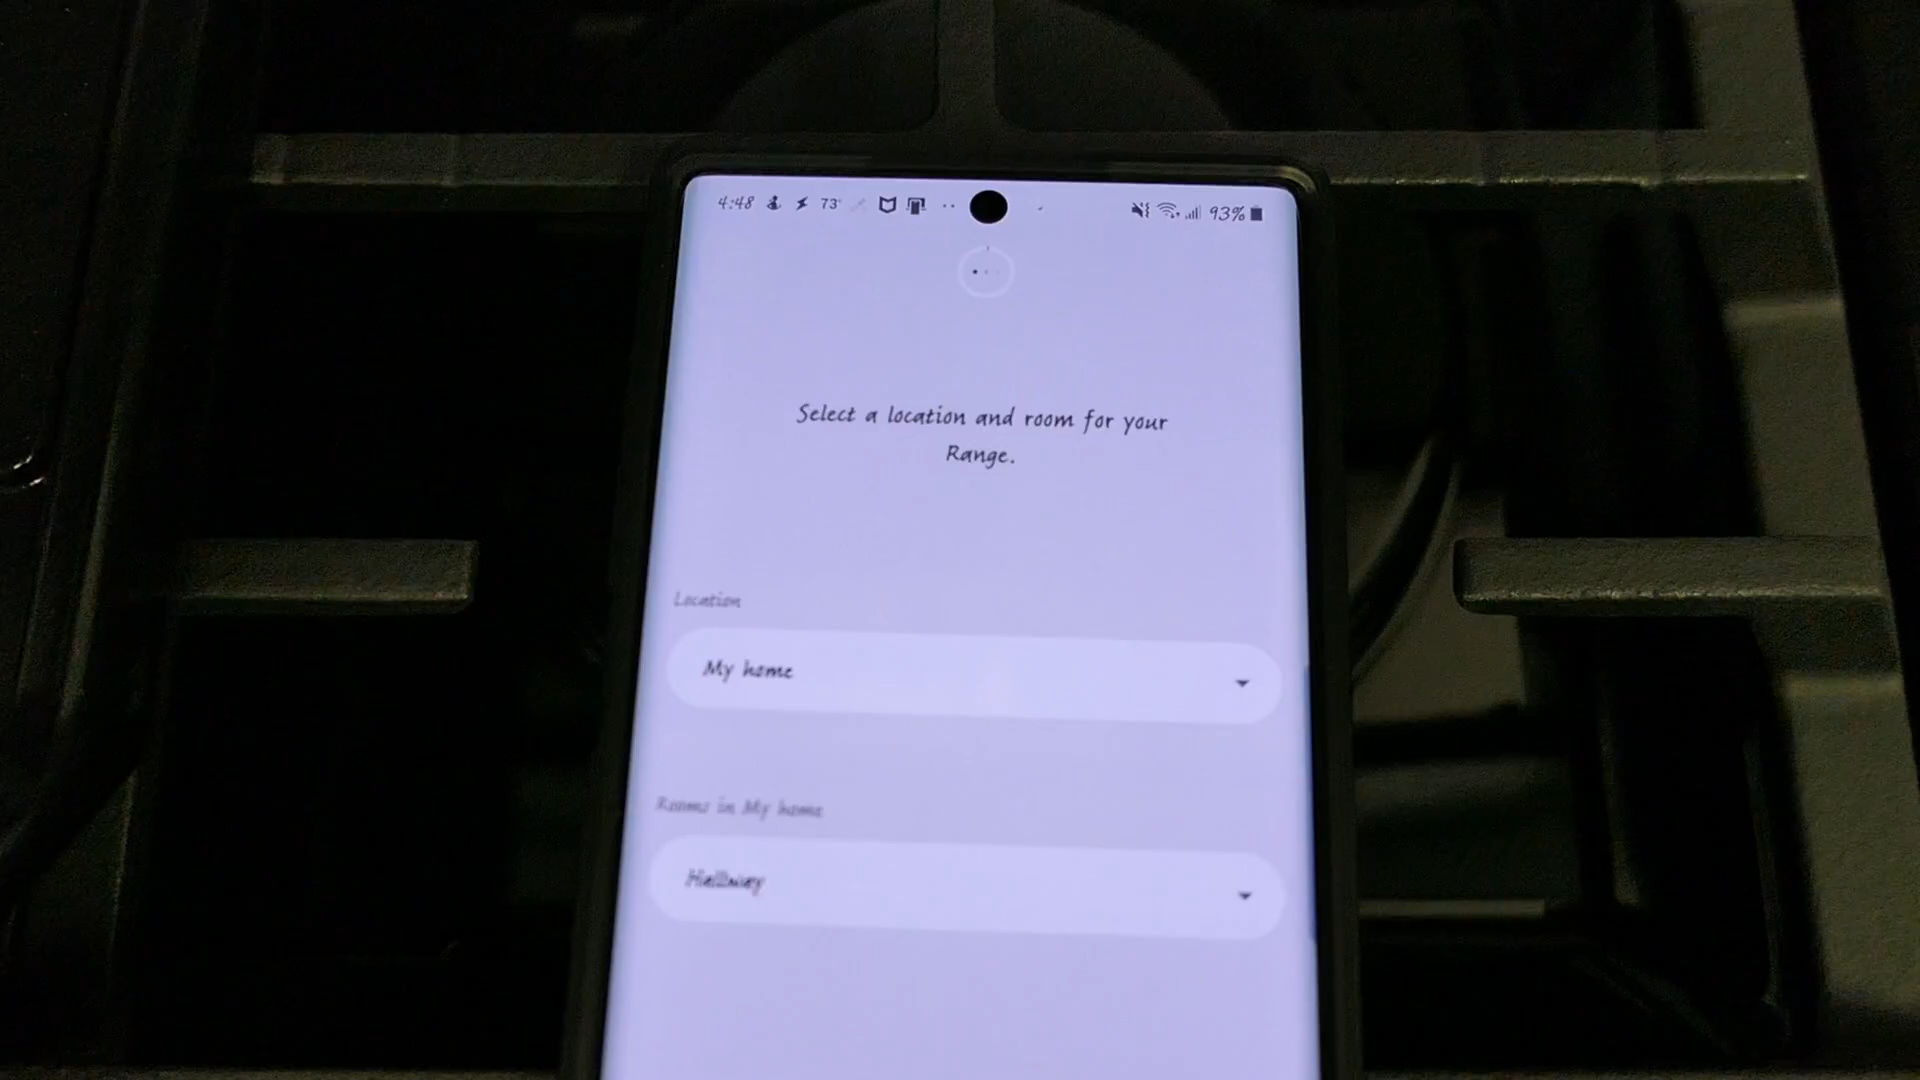 4:48 73° 93%
Select a location and room for your
Range.
Location
My home
Rooms in My home
Hallway